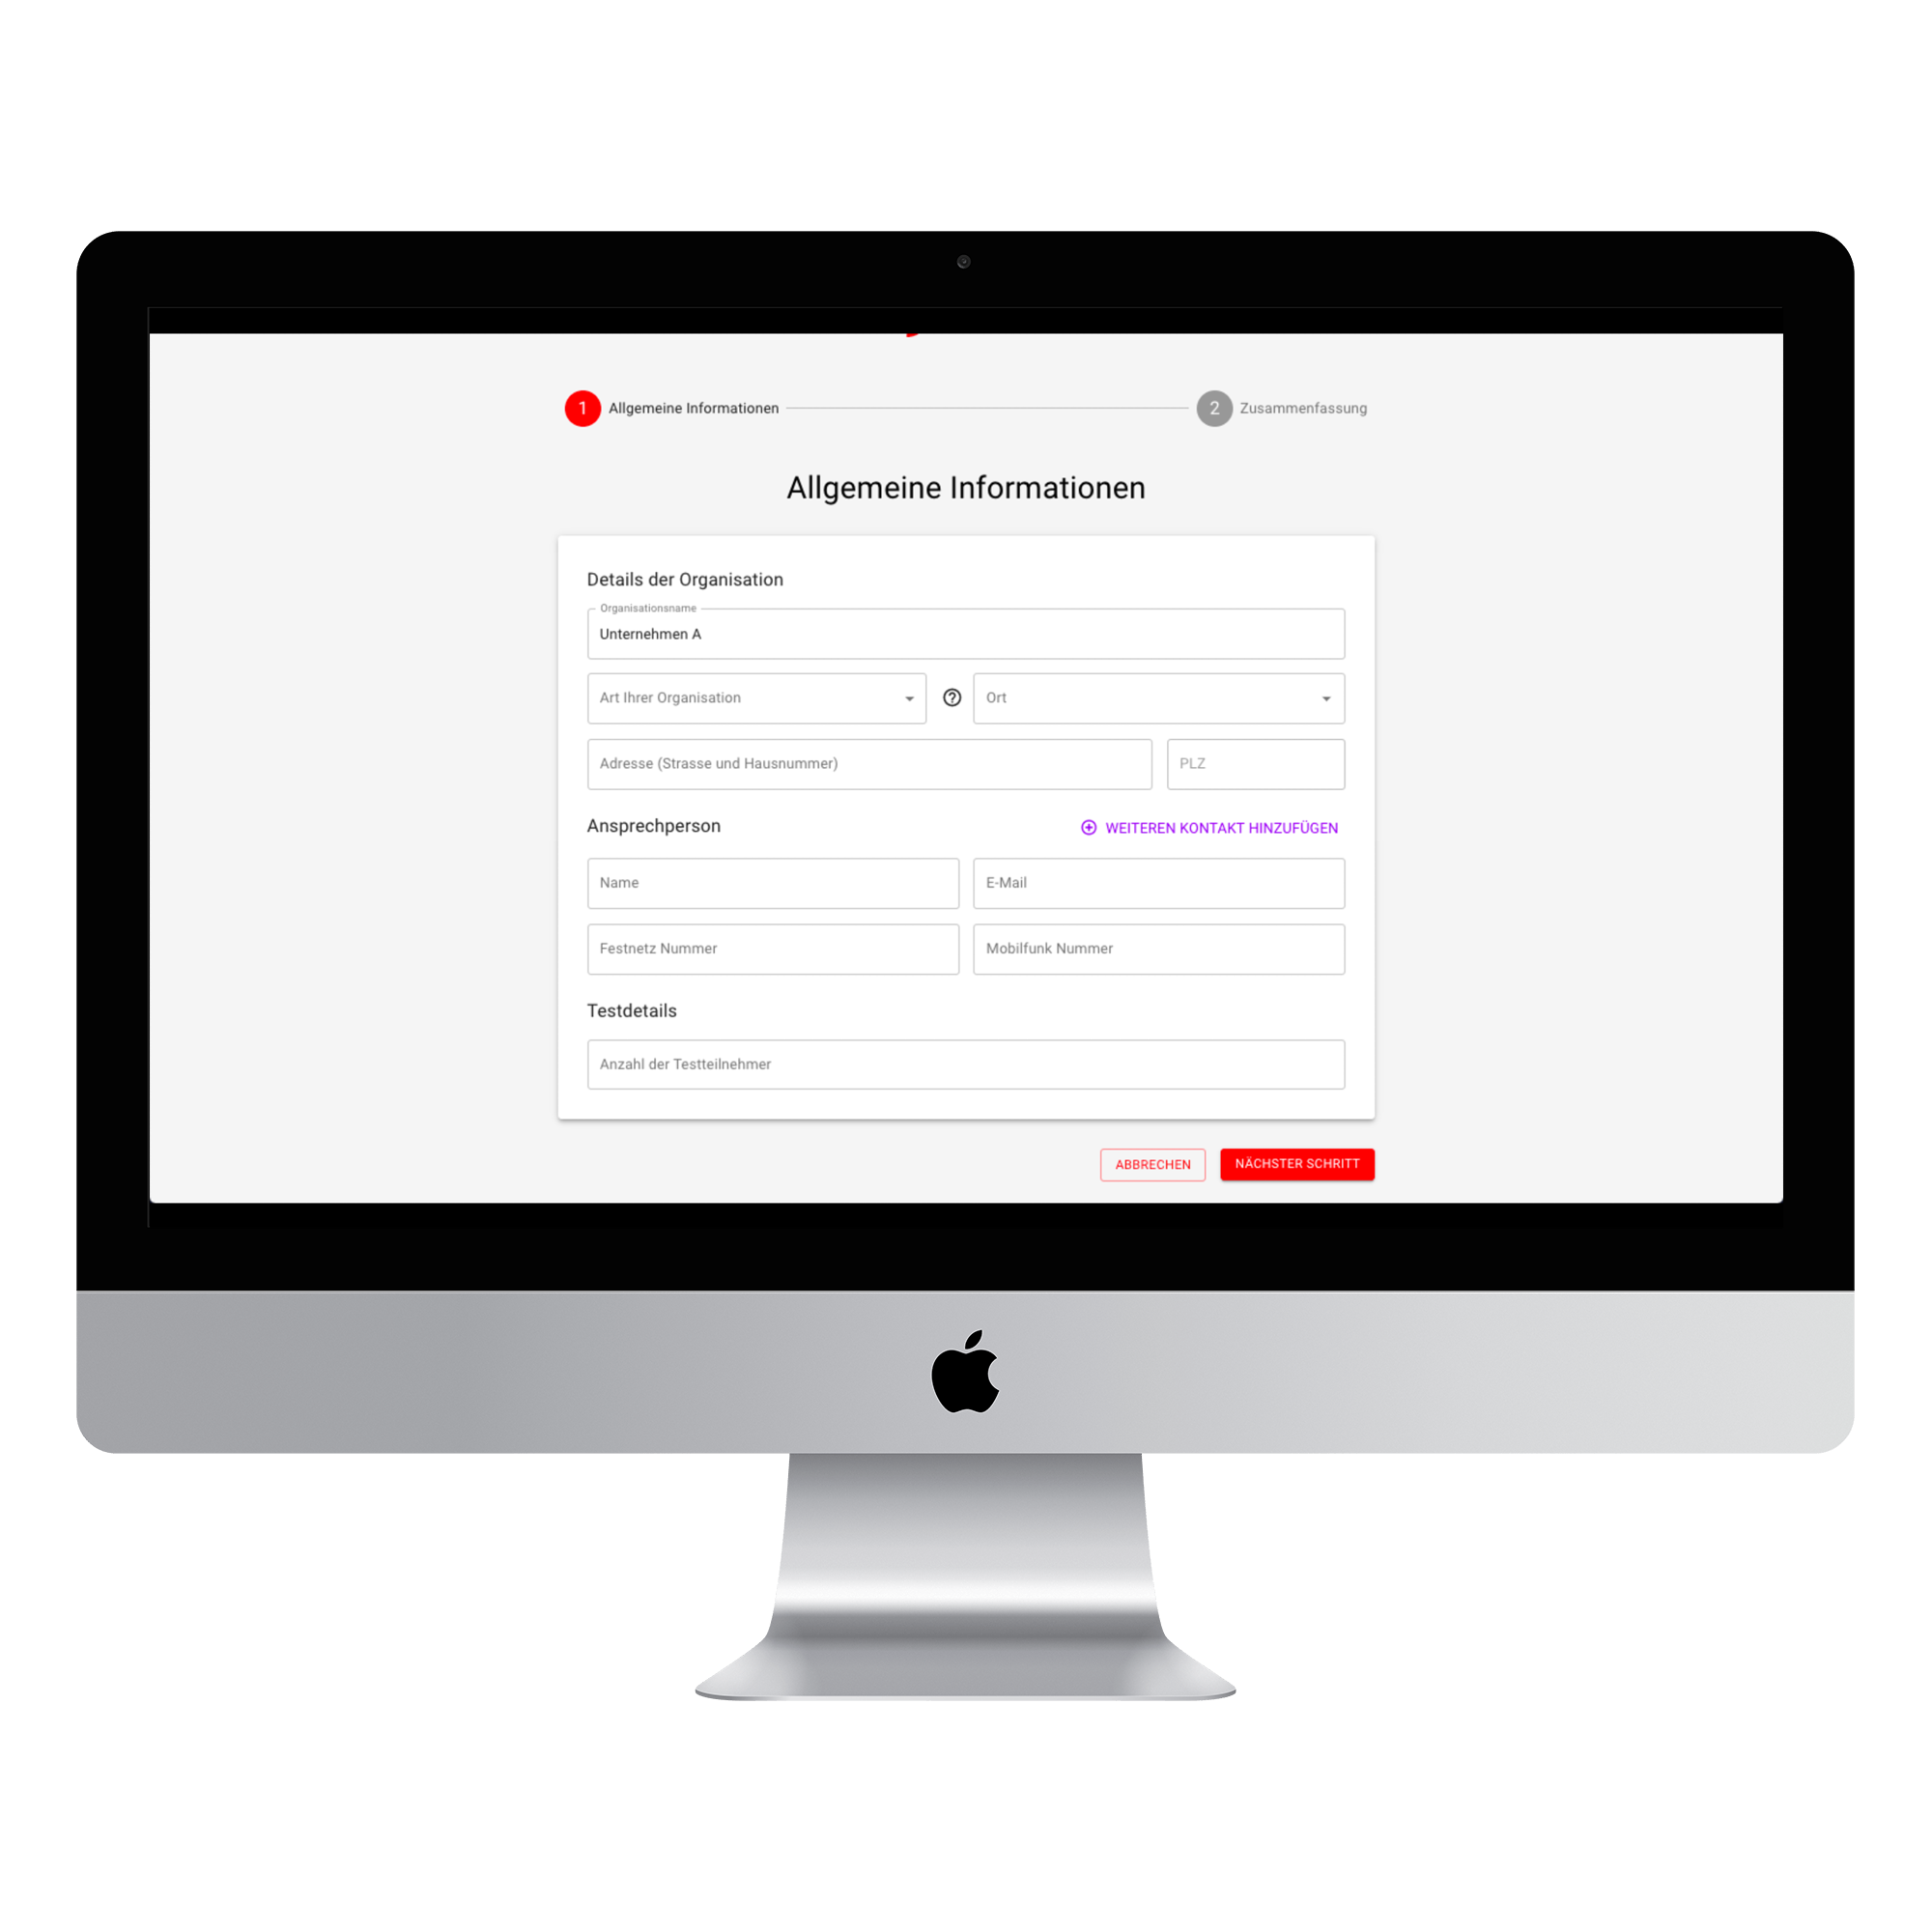 1 Allgemeine Informationen 2 Zusammenfassung
Allgemeine Informationen
Details der Organisation
Organisationsname
Unternehmen A
Art Ihrer Organisation Ort
Adresse (Strasse und Hausnummer) PLZ
Ansprechperson WEITEREN KONTAKT HINZUFÜGEN
Name E-Mail
Festnetz Nummer Mobilfunk Nummer
Testdetails
Anzahl der Testteilnehmer
ABBRECHEN NÄCHSTER SCHRITT